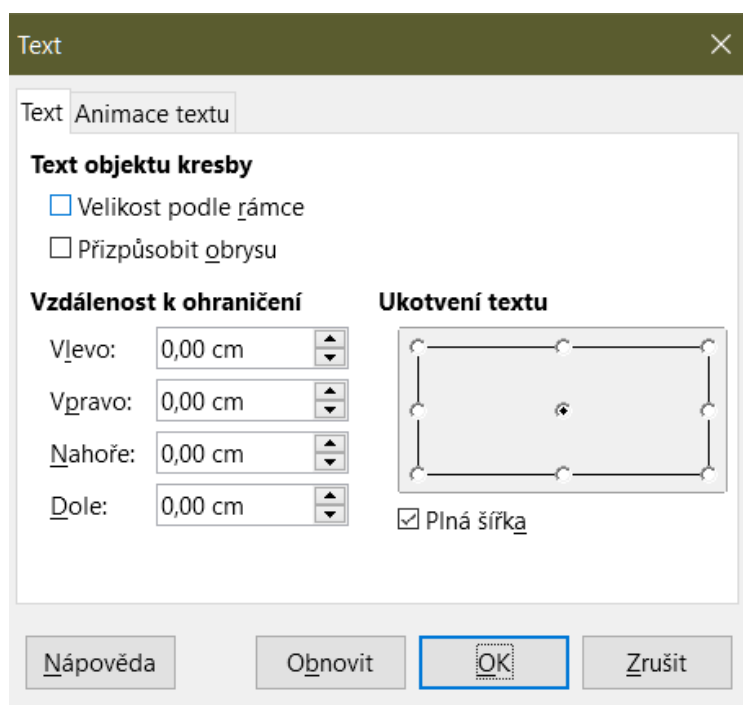 Text
Text Animace textu
Text objektu kresby
Velikost podle rámce
Přizpůsobit obrysu
Vzdálenost k ohraničení Ukotvení textu
Vlevo: 0,00 cm
Vpravo: 0,00 cm
Nahoře: 0,00 cm
Dole: 0,00 cm
Plná šířka
Nápověda Obnovit OK Zrušit